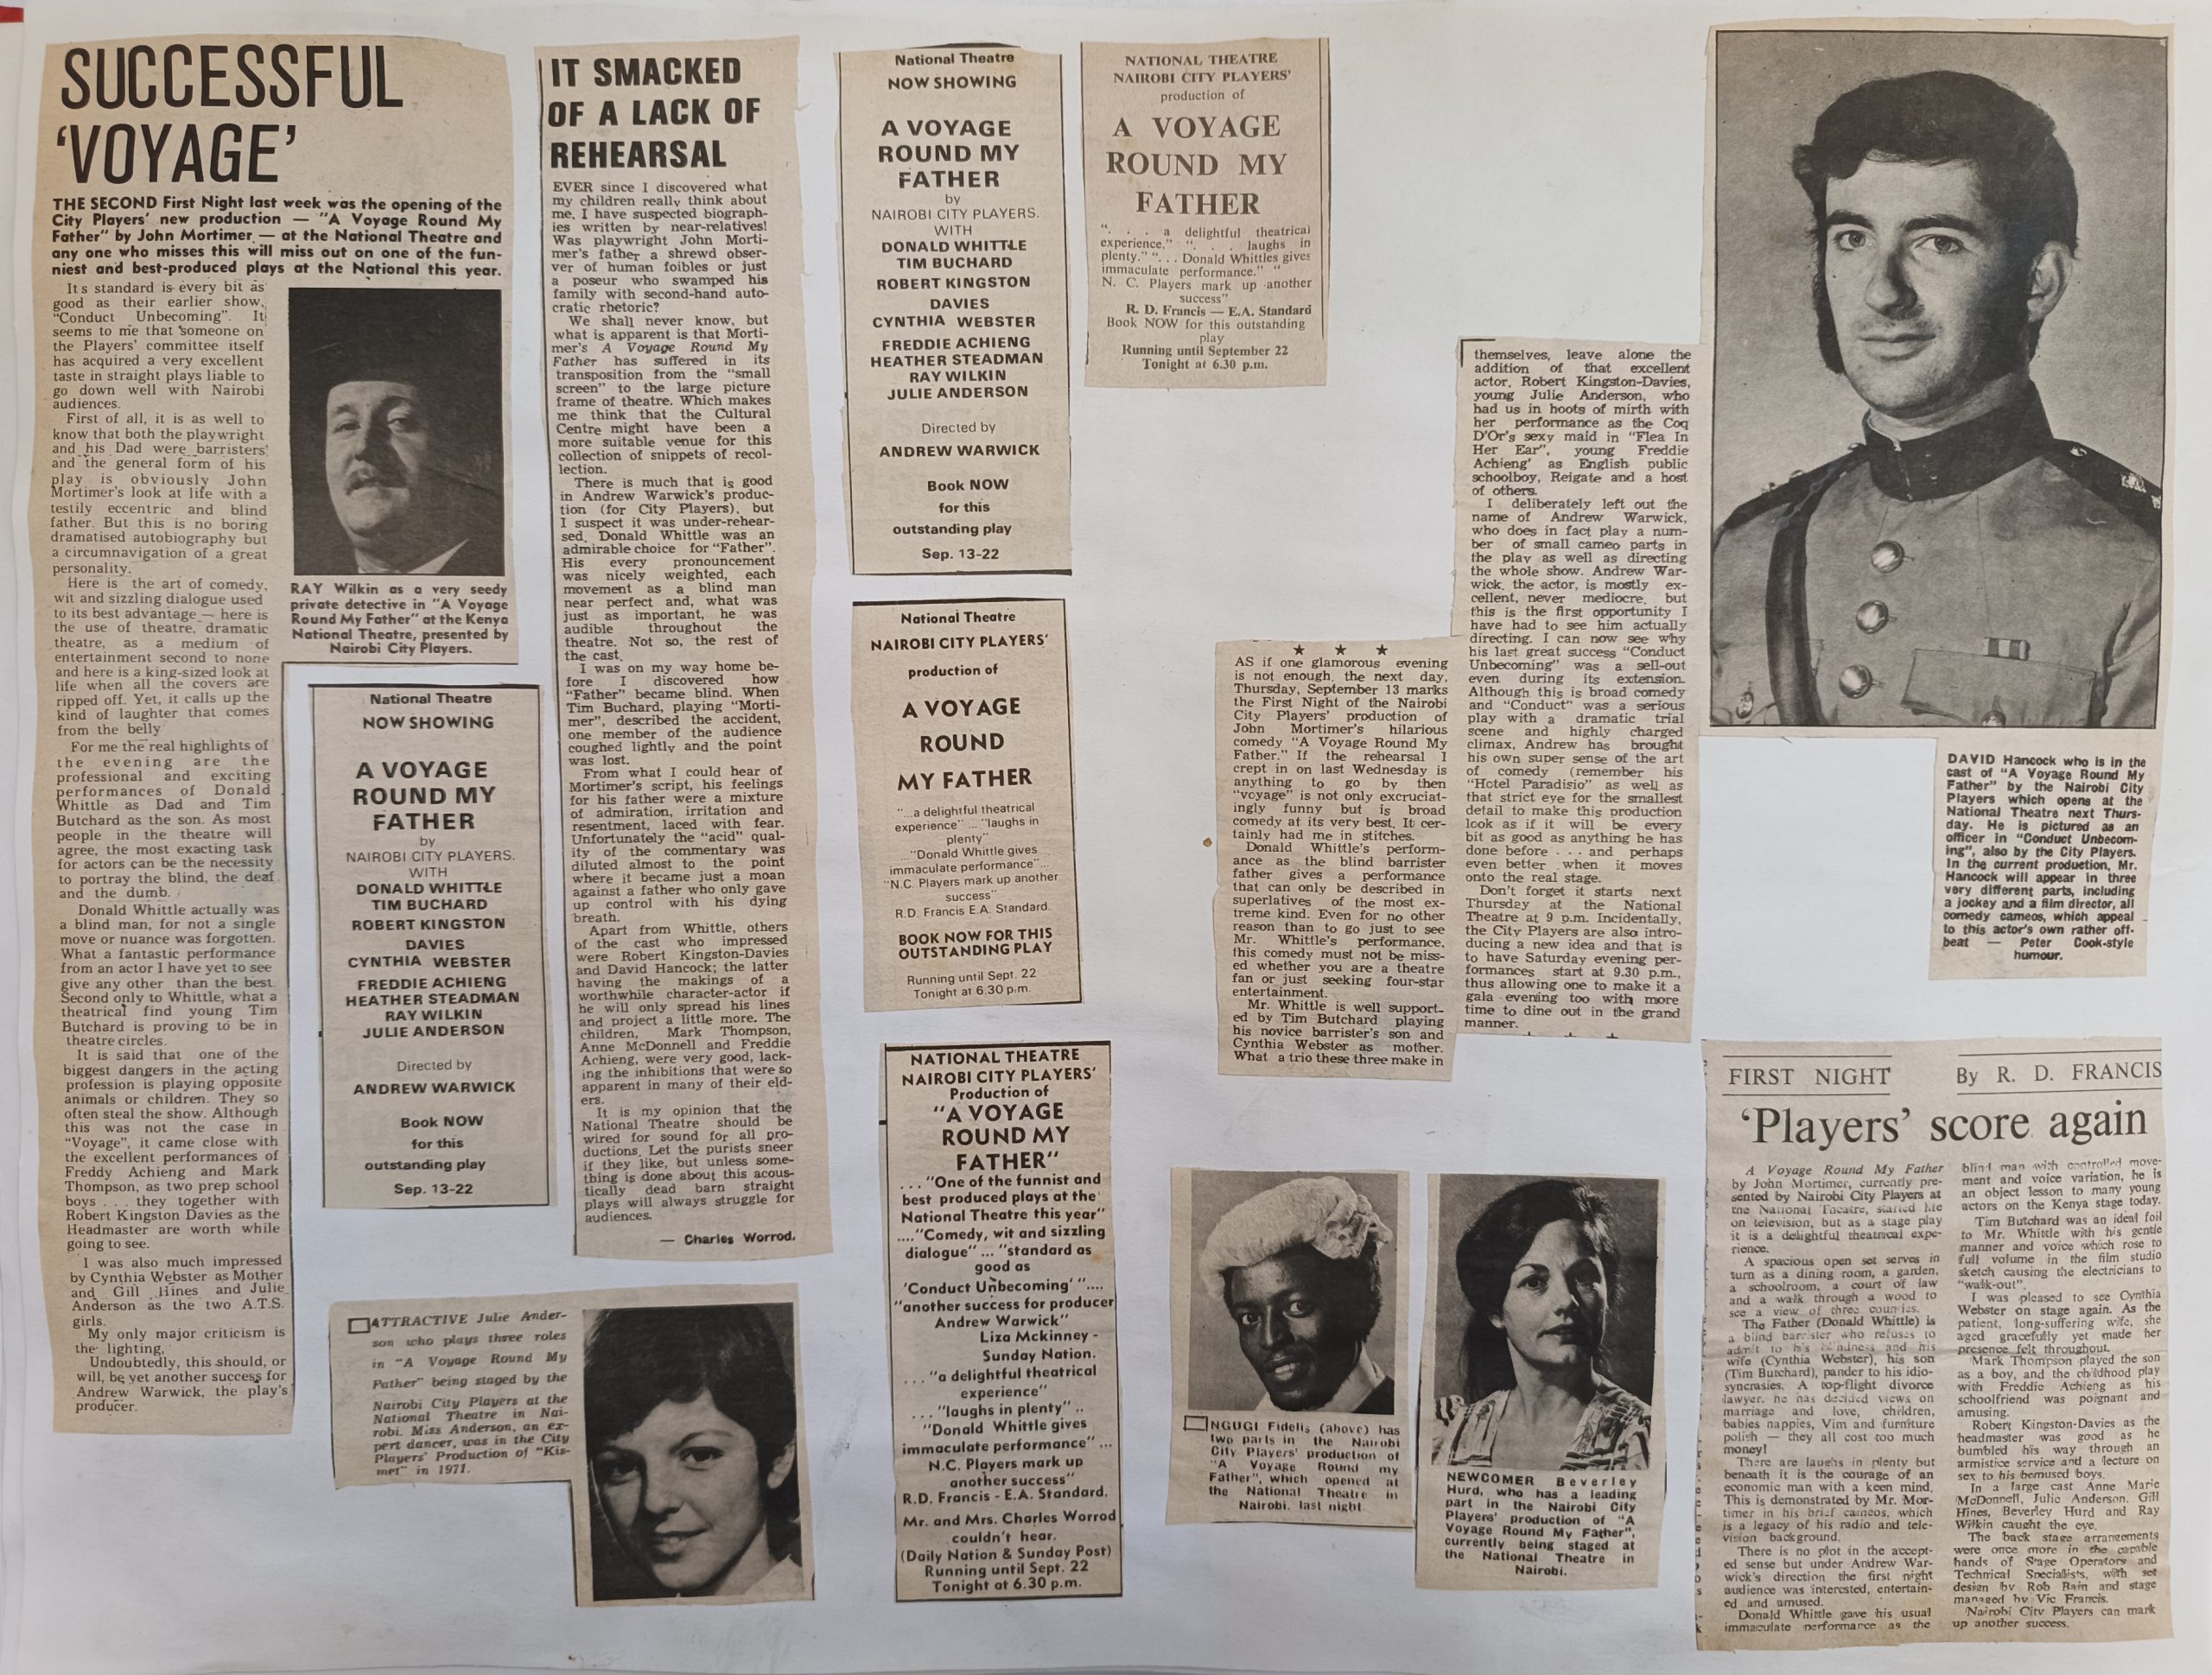 SUCCESSFUL
'VOYAGE'
THE SECOND First Night last week was the opening of the
City Players' new production — "A Voyage Round My
Father" by John Mortimer — at the National Theatre and
any one who misses this will miss out on one of the fun-
niest and best-produced plays at the National this year.
Its standard is every bit as
good as their earlier show,
"Conduct Unbecoming". It
seems to me that someone on
the Players' committee itself
has acquired a very excellent
taste in straight plays liable to
go down well with Nairobi
audiences.
First of all, it is as well to
know that both the playwright
and his Dad were barristers'
and the general form of his
play is obviously John
Mortimer's look at life with a
testily eccentric and blind
father. But this is no boring
dramatised autobiography but
a circumnavigation of a great
personality.
Here is the art of comedy,
wit and sizzling dialogue used
to its best advantage — here is
the use of theatre, dramatic
theatre, as a medium of
entertainment second to none
and here is a king-sized look at
life when all the covers are
ripped off. Yet, it calls up the
kind of laughter that comes
from the belly
For me the real highlights of
the evening are the
professional and exciting
performances of Donald
Whittle as Dad and Tim
Butchard as the son. As most
people in the theatre will
agree, the most exacting task
for actors can be the necessity
to portray the blind, the deaf
and the dumb.
Donald Whittle actually was
a blind man, for not a single
move or nuance was forgotten.
What a fantastic performance
from an actor I have yet to see
give any other than the best.
Second only to Whittle, what a
theatrical find young Tim
Butchard is proving to be in
theatre circles.
It is said that one of the
biggest dangers in the acting
profession is playing opposite
animals or children. They so
often steal the show. Although
this was not the case in
"Voyage", it came close with
the excellent performances of
Freddy Achieng and Mark
Thompson, as two prep school
boys . . . they together with
Robert Kingston Davies as the
Headmaster are worth while
going to see.
I was also much impressed
by Cynthia Webster as Mother
and Gill Hines and Julie
Anderson as the two A.T.S.
girls.
My only major criticism is
the lighting,
Undoubtedly, this should, or
will, be yet another success for
Andrew Warwick, the play's
producer.
RAY Wilkin as a very seedy
private detective in "A Voyage
Round My Father" at the Kenya
National Theatre, presented by
Nairobi City Players.
National Theatre
NOW SHOWING
A VOYAGE
ROUND MY
FATHER
by
NAIROBI CITY PLAYERS.
WITH
DONALD WHITTLE
TIM BUCHARD
ROBERT KINGSTON
DAVIES
CYNTHIA WEBSTER
FREDDIE ACHIENG
HEATHER STEADMAN
RAY WILKIN
JULIE ANDERSON
Directed by
ANDREW WARWICK
Book NOW
for this
outstanding play
Sep. 13-22
ATTRACTIVE Julie Ander-
son who plays three roles
in "A Voyage Round My
Father" being staged by the
Nairobi City Players at the
National Theatre in Nai-
robi. Miss Anderson, an ex-
pert dancer, was in the City
Players' Production of "Kis-
met" in 1971.
IT SMACKED
OF A LACK OF
REHEARSAL
EVER since I discovered what
my children really think about
me, I have suspected biograph-
ies written by near-relatives!
Was playwright John Morti-
mer's father a shrewd obser-
ver of human foibles or just
a poseur who swamped his
family with second-hand auto-
cratic rhetoric?
We shall never know, but
what is apparent is that Morti-
mer's A Voyage Round My
Father has suffered in its
transposition from the "small
screen" to the large picture
frame of theatre. Which makes
me think that the Cultural
Centre might have been a
more suitable venue for this
collection of snippets of recol-
lection.
There is much that is good
in Andrew Warwick's produc-
tion (for City Players), but
I suspect it was under-rehear-
sed. Donald Whittle was an
admirable choice for "Father".
His every pronouncement
was nicely weighted, each
movement as a blind man
near perfect and, what was
just as important, he was
audible throughout the
theatre. Not so, the rest of
the cast.
I was on my way home be-
fore I discovered how
"Father" became blind. When
Tim Buchard, playing "Morti-
mer", described the accident,
one member of the audience
coughed lightly and the point
was lost.
From what I could hear of
Mortimer's script, his feelings
for his father were a mixture
of admiration, irritation and
resentment, laced with fear.
Unfortunately the "acid" qual-
ity of the commentary was
diluted almost to the point
where it became just a moan
against a father who only gave
up control with his dying
breath.
Apart from Whittle, others
of the cast who impressed
were Robert Kingston-Davies
and David Hancock; the latter
having the makings of a
worthwhile character-actor if
he will only spread his lines
and project a little more. The
children, Mark Thompson,
Anne McDonnell and Freddie
Achieng, were very good, lack-
ing the inhibitions that were so
apparent in many of their eld-
ers.
It is my opinion that the
National Theatre should be
wired for sound for all pro-
ductions. Let the purists sneer
if they like, but unless some-
thing is done about this acous-
tically dead barn straight
plays will always struggle for
audiences.
— Charles Worrod.
National Theatre
NOW SHOWING
A VOYAGE
ROUND MY
FATHER
by
NAIROBI CITY PLAYERS.
WITH
DONALD WHITTLE
TIM BUCHARD
ROBERT KINGSTON
DAVIES
CYNTHIA WEBSTER
FREDDIE ACHIENG
HEATHER STEADMAN
RAY WILKIN
JULIE ANDERSON
Directed by
ANDREW WARWICK
Book NOW
for this
outstanding play
Sep. 13-22
National Theatre
NAIROBI CITY PLAYERS'
production of
A VOYAGE
ROUND
MY FATHER
"...a delightful theatrical
experience" ... "laughs in
plenty"
..."Donald Whittle gives
immaculate performance"...
"N.C. Players mark up another
success"
R.D. Francis E.A. Standard.
BOOK NOW FOR THIS
OUTSTANDING PLAY
Running until Sept. 22
Tonight at 6.30 p.m.
NATIONAL THEATRE
NAIROBI CITY PLAYERS'
Production of
"A VOYAGE
ROUND MY
FATHER"
... "One of the funnist and
best produced plays at the
National Theatre this year"
...."Comedy, wit and sizzling
dialogue" ... "standard as
good as
'Conduct Unbecoming' "....
"another success for producer
Andrew Warwick"
Liza Mckinney -
Sunday Nation.
... "a delightful theatrical
experience"
... "laughs in plenty" ..
"Donald Whittle gives
immaculate performance" ...
N.C. Players mark up
another success"
R.D. Francis - E.A. Standard.
Mr. and Mrs. Charles Worrod
couldn't hear.
(Daily Nation & Sunday Post)
Running until Sept. 22
Tonight at 6.30 p.m.
NATIONAL THEATRE
NAIROBI CITY PLAYERS'
production of
A VOYAGE
ROUND MY
FATHER
". . . a delightful theatrical
experience." ". . . laughs in
plenty." ". . . Donald Whittles gives
immaculate performance." "
N. C. Players mark up another
success"
R. D. Francis — E.A. Standard
Book NOW for this outstanding
play
Running until September 22
Tonight at 6.30 p.m.
AS if one glamorous evening
is not enough, the next day,
Thursday, September 13 marks
the First Night of the Nairobi
City Players' production of
John Mortimer's hilarious
comedy "A Voyage Round My
Father." If the rehearsal I
crept in on last Wednesday is
anything to go by then
"voyage" is not only excruciat-
ingly funny but is broad
comedy at its very best. It cer-
tainly had me in stitches.
Donald Whittle's perform-
ance as the blind barrister
father gives a performance
that can only be described in
superlatives of the most ex-
treme kind. Even for no other
reason than to go just to see
Mr. Whittle's performance,
this comedy must not be miss-
ed whether you are a theatre
fan or just seeking four-star
entertainment.
Mr. Whittle is well support-
ed by Tim Butchard playing
his novice barrister's son and
Cynthia Webster as mother.
What a trio these three make in
themselves, leave alone the
addition of that excellent
actor, Robert Kingston-Davies,
young Julie Anderson, who
had us in hoots of mirth with
her performance as the Coq
D'Or's sexy maid in "Flea In
Her Ear", young Freddie
Achieng' as English public
schoolboy, Reigate and a host
of others.
I deliberately left out the
name of Andrew Warwick,
who does in fact play a num-
ber of small cameo parts in
the play as well as directing
the whole show. Andrew War-
wick, the actor, is mostly ex-
cellent, never mediocre, but
this is the first opportunity I
have had to see him actually
directing. I can now see why
his last great success "Conduct
Unbecoming" was a sell-out
even during its extension.
Although this is broad comedy
and "Conduct" was a serious
play with a dramatic trial
scene and highly charged
climax, Andrew has brought
his own super sense of the art
of comedy (remember his
"Hotel Paradisio" as well as
that strict eye for the smallest
detail to make this production
look as if it will be every
bit as good as anything he has
done before . . . and perhaps
even better when it moves
onto the real stage.
Don't forget it starts next
Thursday at the National
Theatre at 9 p.m. Incidentally,
the City Players are also intro-
ducing a new idea and that is
to have Saturday evening per-
formances start at 9.30 p.m.,
thus allowing one to make it a
gala evening too with more
time to dine out in the grand
manner.
NGUGI Fidelis (above) has
two parts in the Nairobi
City Players' production of
"A Voyage Round my
Father", which opened at
the National Theatre in
Nairobi, last night.
NEWCOMER Beverley
Hurd, who has a leading
part in the Nairobi City
Players' production of "A
Voyage Round My Father",
currently being staged at
the National Theatre in
Nairobi.
DAVID Hancock who is in the
cast of "A Voyage Round My
Father" by the Nairobi City
Players which opens at the
National Theatre next Thurs-
day. He is pictured as an
officer in "Conduct Unbecom-
ing", also by the City Players.
In the current production, Mr.
Hancock will appear in three
very different parts, including
a jockey and a film director, all
comedy cameos, which appeal
to this actor's own rather off-
beat — Peter Cook-style
humour.
FIRST NIGHT
By R. D. FRANCIS
'Players' score again
A Voyage Round My Father
by John Mortimer, currently pre-
sented by Nairobi City Players at
the National Theatre, started life
on television, but as a stage play
it is a delightful theatrical expe-
rience.
A spacious open set serves in
turn as a dining room, a garden,
a schoolroom, a court of law
and a walk through a wood to
see a view of three counties.
The Father (Donald Whittle) is
a blind barrister who refuses to
admit to his blindness and his
wife (Cynthia Webster), his son
(Tim Butchard), pander to his idio-
syncrasies. A top-flight divorce
lawyer, he has decided views on
marriage and love, children,
babies nappies, Vim and furniture
polish — they all cost too much
money!
There are laughs in plenty but
beneath it is the courage of an
economic man with a keen mind.
This is demonstrated by Mr. Mor-
timer in his brief cameos, which
is a legacy of his radio and tele-
vision background.
There is no plot in the accept-
ed sense but under Andrew War-
wick's direction the first night
audience was interested, entertain-
ed and amused.
Donald Whittle gave his usual
immaculate performance as the
blind man with controlled move-
ment and voice variation, he is
an object lesson to many young
actors on the Kenya stage today.
Tim Butchard was an ideal foil
to Mr. Whittle with his gentle
manner and voice which rose to
full volume in the film studio
sketch causing the electricians to
"walk-out".
I was pleased to see Cynthia
Webster on stage again. As the
patient, long-suffering wife, she
aged gracefully yet made her
presence felt throughout.
Mark Thompson played the son
as a boy, and the childhood play
with Freddie Achieng as his
schoolfriend was poignant and
amusing.
Robert Kingston-Davies as the
headmaster was good as he
bumbled his way through an
armistice service and a lecture on
sex to his bemused boys.
In a large cast Anne Marie
McDonnell, Julie Anderson, Gill
Hines, Beverley Hurd and Ray
Wilkin caught the eye.
The back stage arrangements
were once more in the capable
hands of Stage Operators and
Technical Specialists, with set
design by Rob Bain and stage
managed by Vic Francis.
Nairobi City Players can mark
up another success.